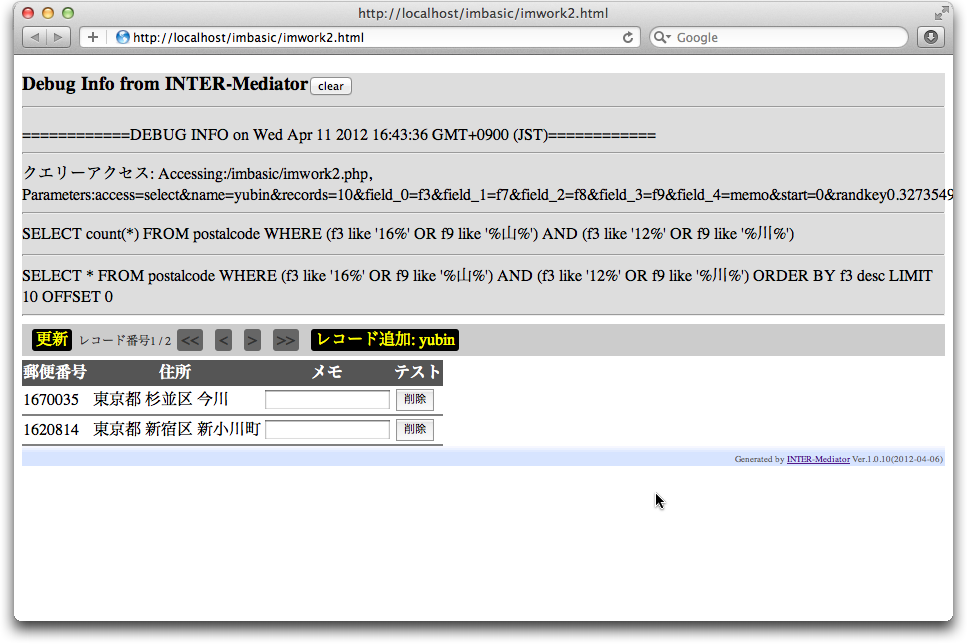 http://localhost/imbasic/imwork2.html
http://localhost/imbasic/imwork2.html
Google
Debug Info from INTER-Mediator clear
============DEBUG INFO on Wed Apr 11 2012 16:43:36 GMT+0900 (JST)============
クエリーアクセス: Accessing:/imbasic/imwork2.php,
Parameters:access=select&name=yubin&records=10&field_0=f3&field_1=f7&field_2=f8&field_3=f9&field_4=memo&start=0&randkey0.3273549
SELECT count(*) FROM postalcode WHERE (f3 like '16%' OR f9 like '%山%') AND (f3 like '12%' OR f9 like '%川%')
SELECT * FROM postalcode WHERE (f3 like '16%' OR f9 like '%山%') AND (f3 like '12%' OR f9 like '%川%') ORDER BY f3 desc LIMIT
10 OFFSET 0
更新 レコード番号1 / 2 << < > >> レコード追加: yubin
郵便番号 住所 メモ テスト
1670035 東京都 杉並区 今川 削除
1620814 東京都 新宿区 新小川町 削除
Generated by INTER-Mediator Ver.1.0.10(2012-04-06)